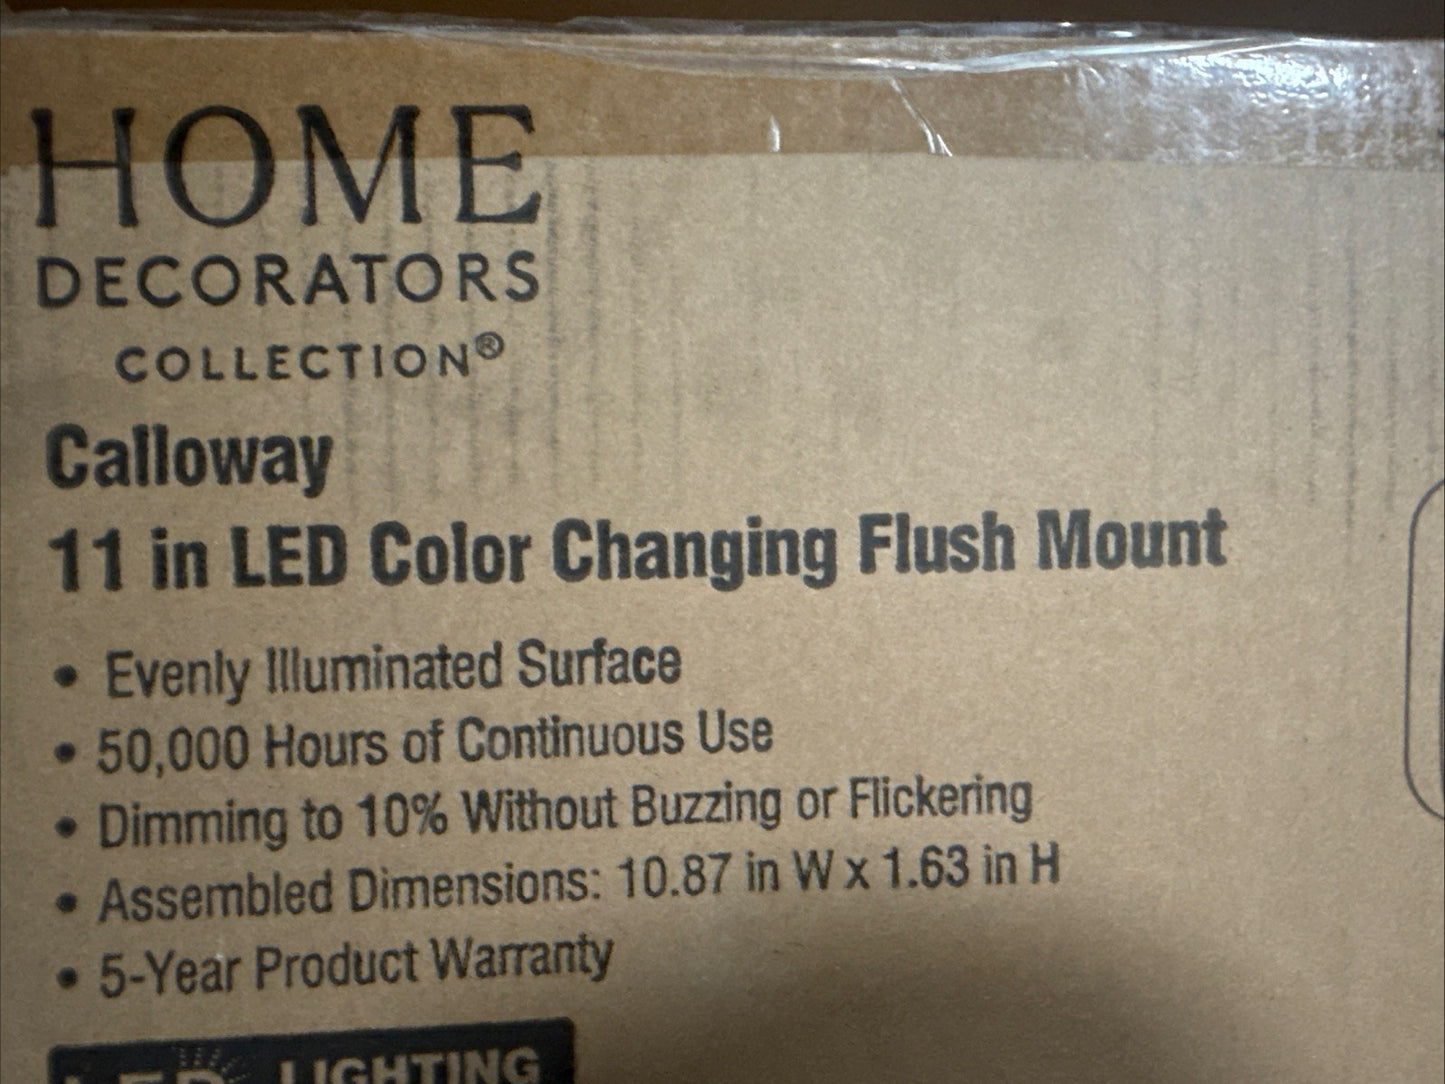 HOME
DECORATORS
COLLECTION®
Calloway
11 in LED Color Changing Flush Mount
• Evenly Illuminated Surface
• 50,000 Hours of Continuous Use
• Dimming to 10% Without Buzzing or Flickering
• Assembled Dimensions: 10.87 in W x 1.63 in H
• 5-Year Product Warranty
LED LIGHTING